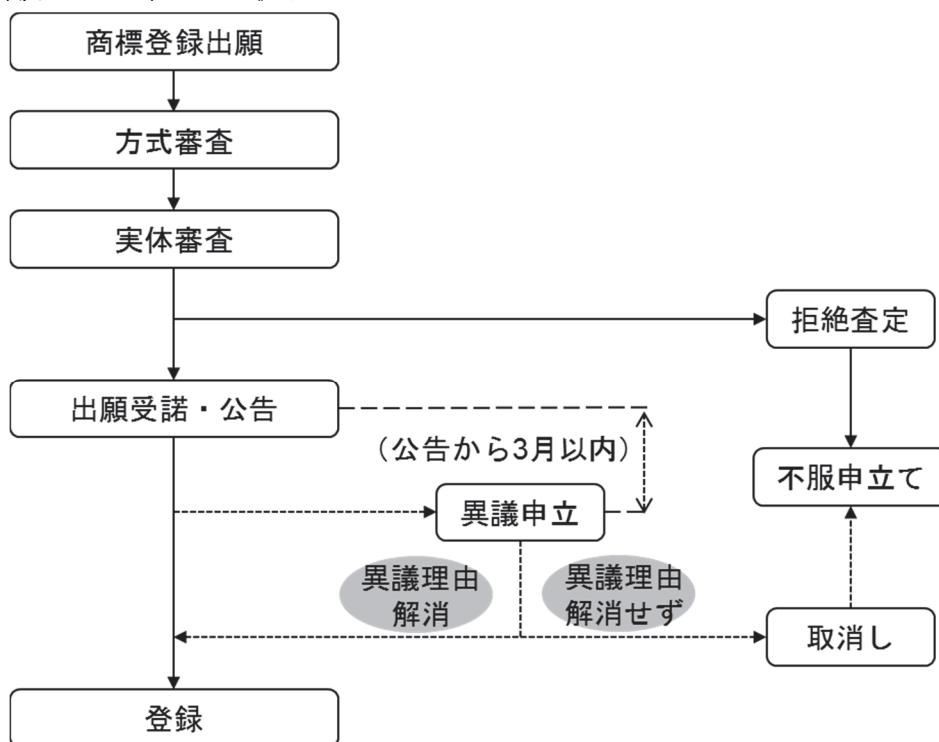 商標登録出願
方式審査
実体審査
拒絶査定
出願受諾・公告
（公告から3月以内）
不服申立て
異議申立
異議理由
解消
異議理由
解消せず
取消し
登録